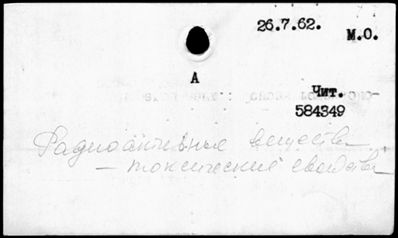 26.7.62.
М.О.
А
Чит.
584349
Радиоактивные вещества
— токсические свойства